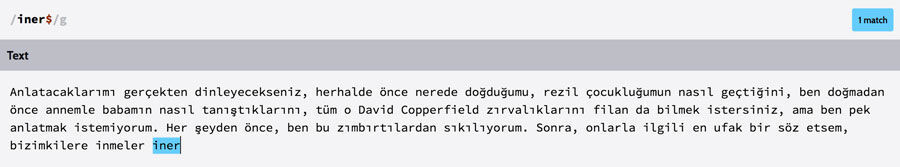 /iner$/g
1 match
Text
Anlatacaklarımı gerçekten dinleyecekseniz, herhalde önce nerede doğduğumu, rezil çocukluğumun nasıl geçtiğini, ben doğmadan
önce annemle babamın nasıl tanıştıklarını, tüm o David Copperfield zırvalıklarını filan da bilmek istersiniz, ama ben pek
anlatmak istemiyorum. Her şeyden önce, ben bu zımbırtılardan sıkılıyorum. Sonra, onlarla ilgili en ufak bir söz etsem,
bizimkilere inmeler iner